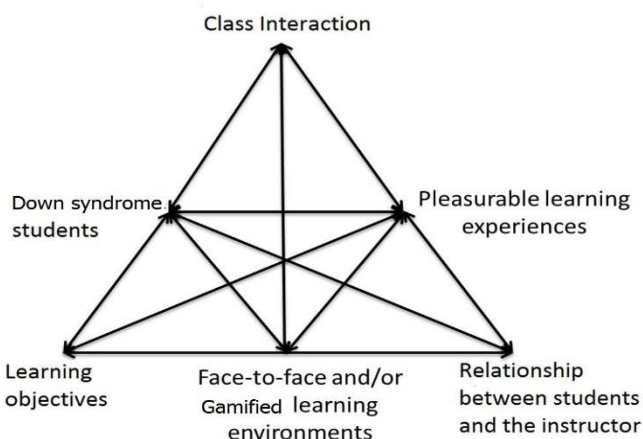 Class Interaction
Down syndrome
students
Pleasurable learning
experiences
Learning
objectives
Face-to-face and/or
Gamified learning
environments
Relationship
between students
and the instructor